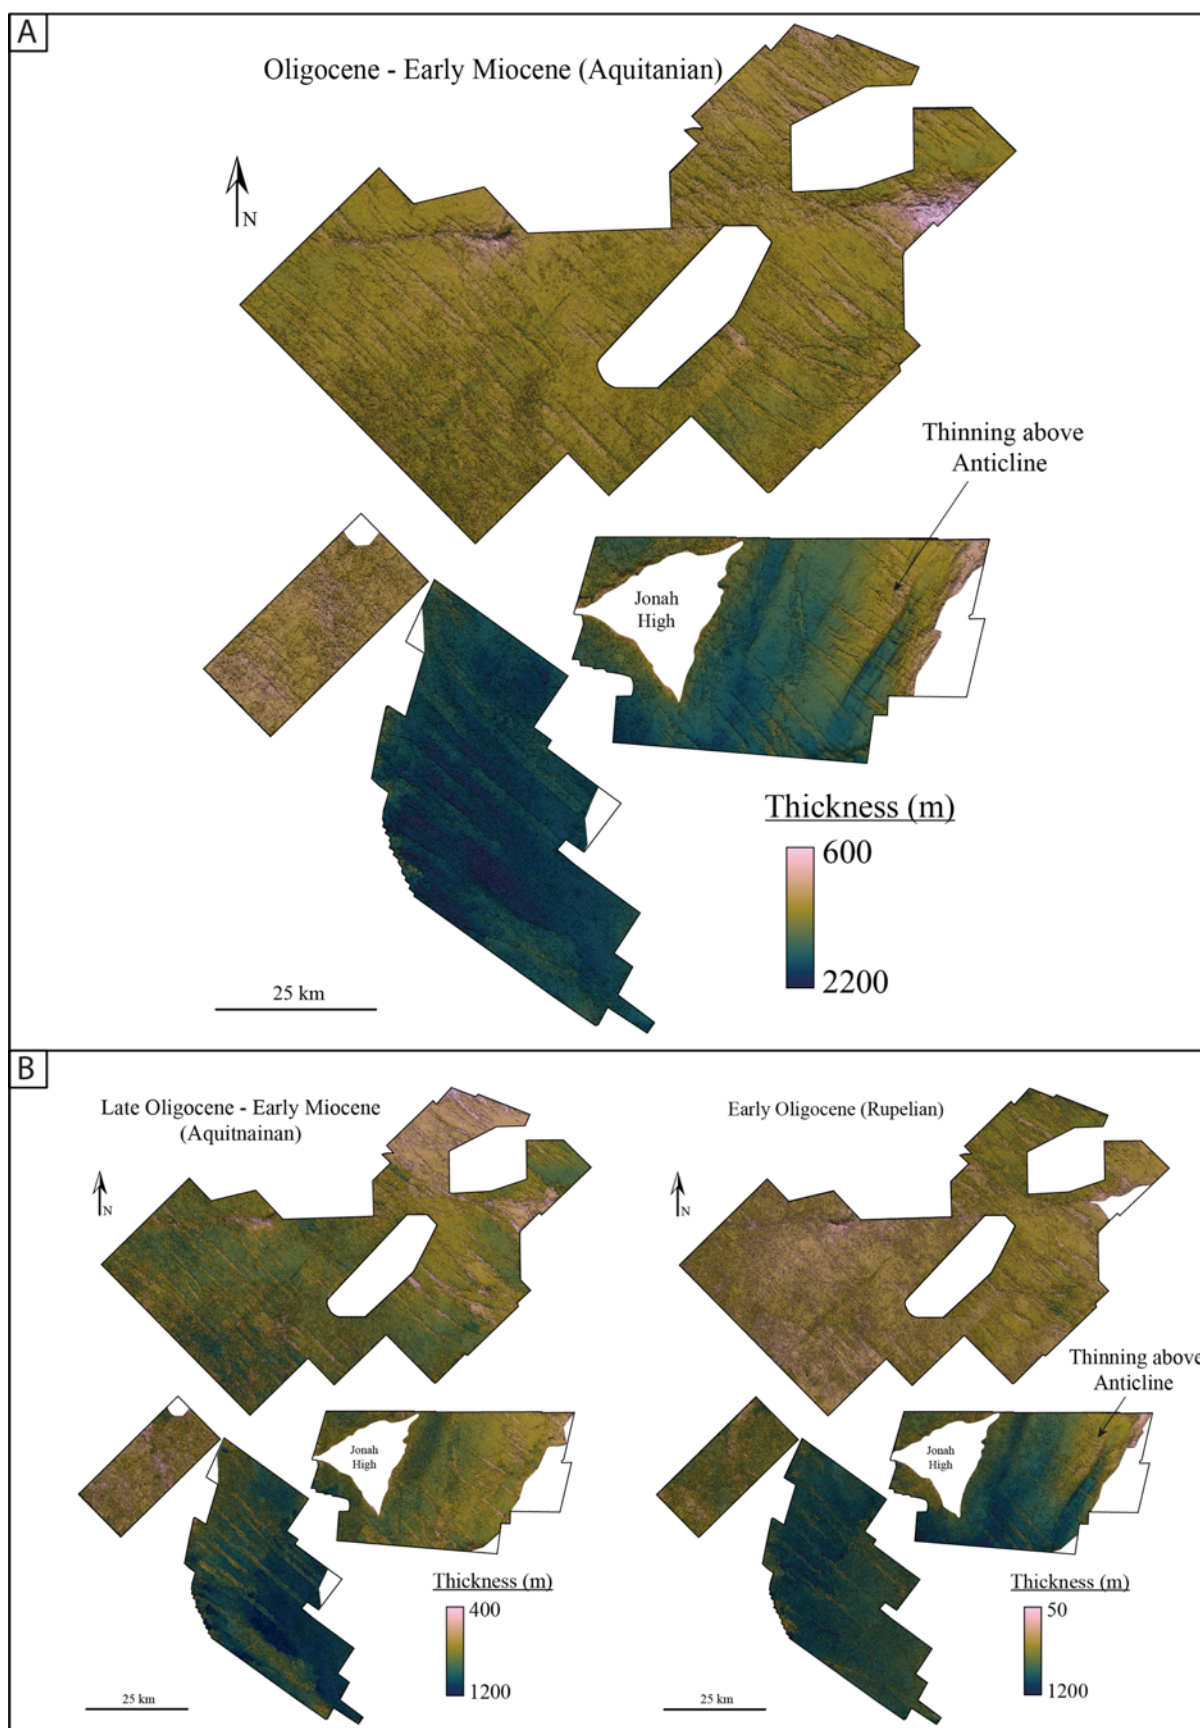 A
Oligocene - Early Miocene (Aquitanian)
N
Thinning above
Anticline
Jonah
High
Thickness (m)
600
2200
25 km
B
Late Oligocene - Early Miocene
(Aquitnainan)
N
Jonah
High
Thickness (m)
400
1200
25 km
Early Oligocene (Rupelian)
N
Thinning above
Anticline
Jonah
High
Thickness (m)
50
1200
25 km